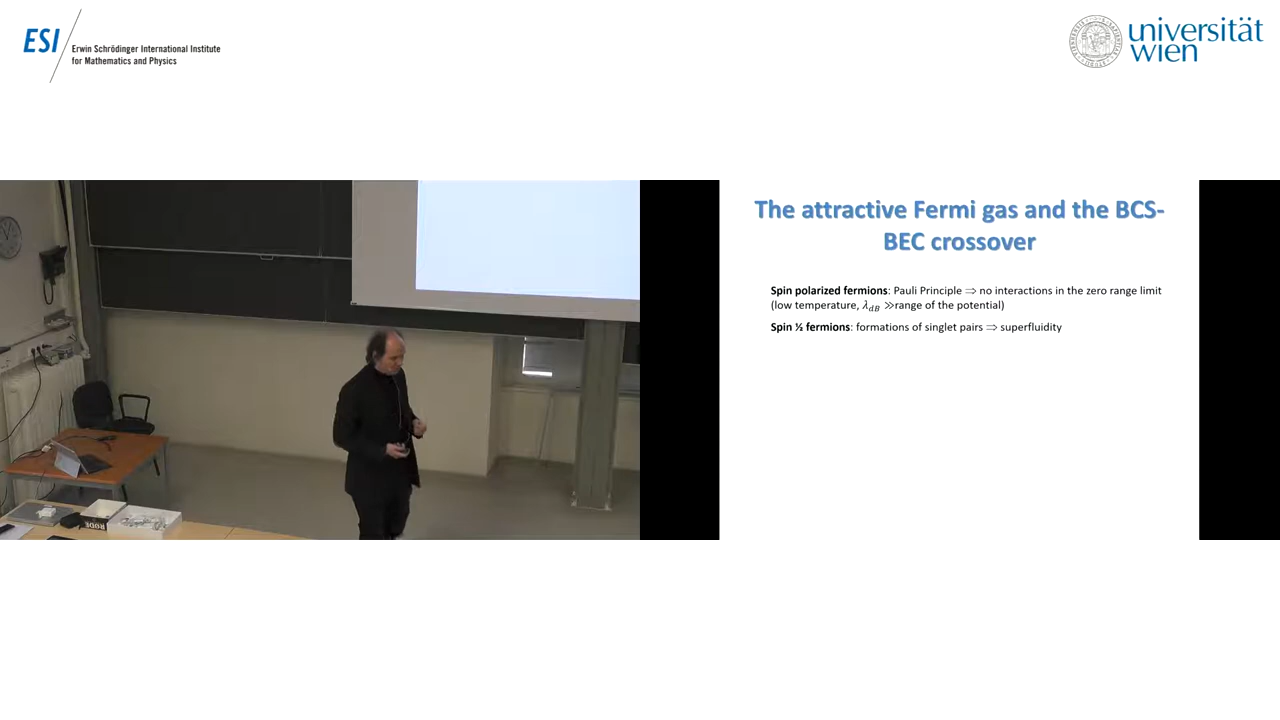 ESI
Erwin Schrödinger International Institute
for Mathematics and Physics
universität
wien
The attractive Fermi gas and the BCS-
BEC crossover
Spin polarized fermions: Pauli Principle ⇒ no interactions in the zero range limit
(low temperature, λ_dB ≫range of the potential)
Spin ½ fermions: formations of singlet pairs ⇒ superfluidity